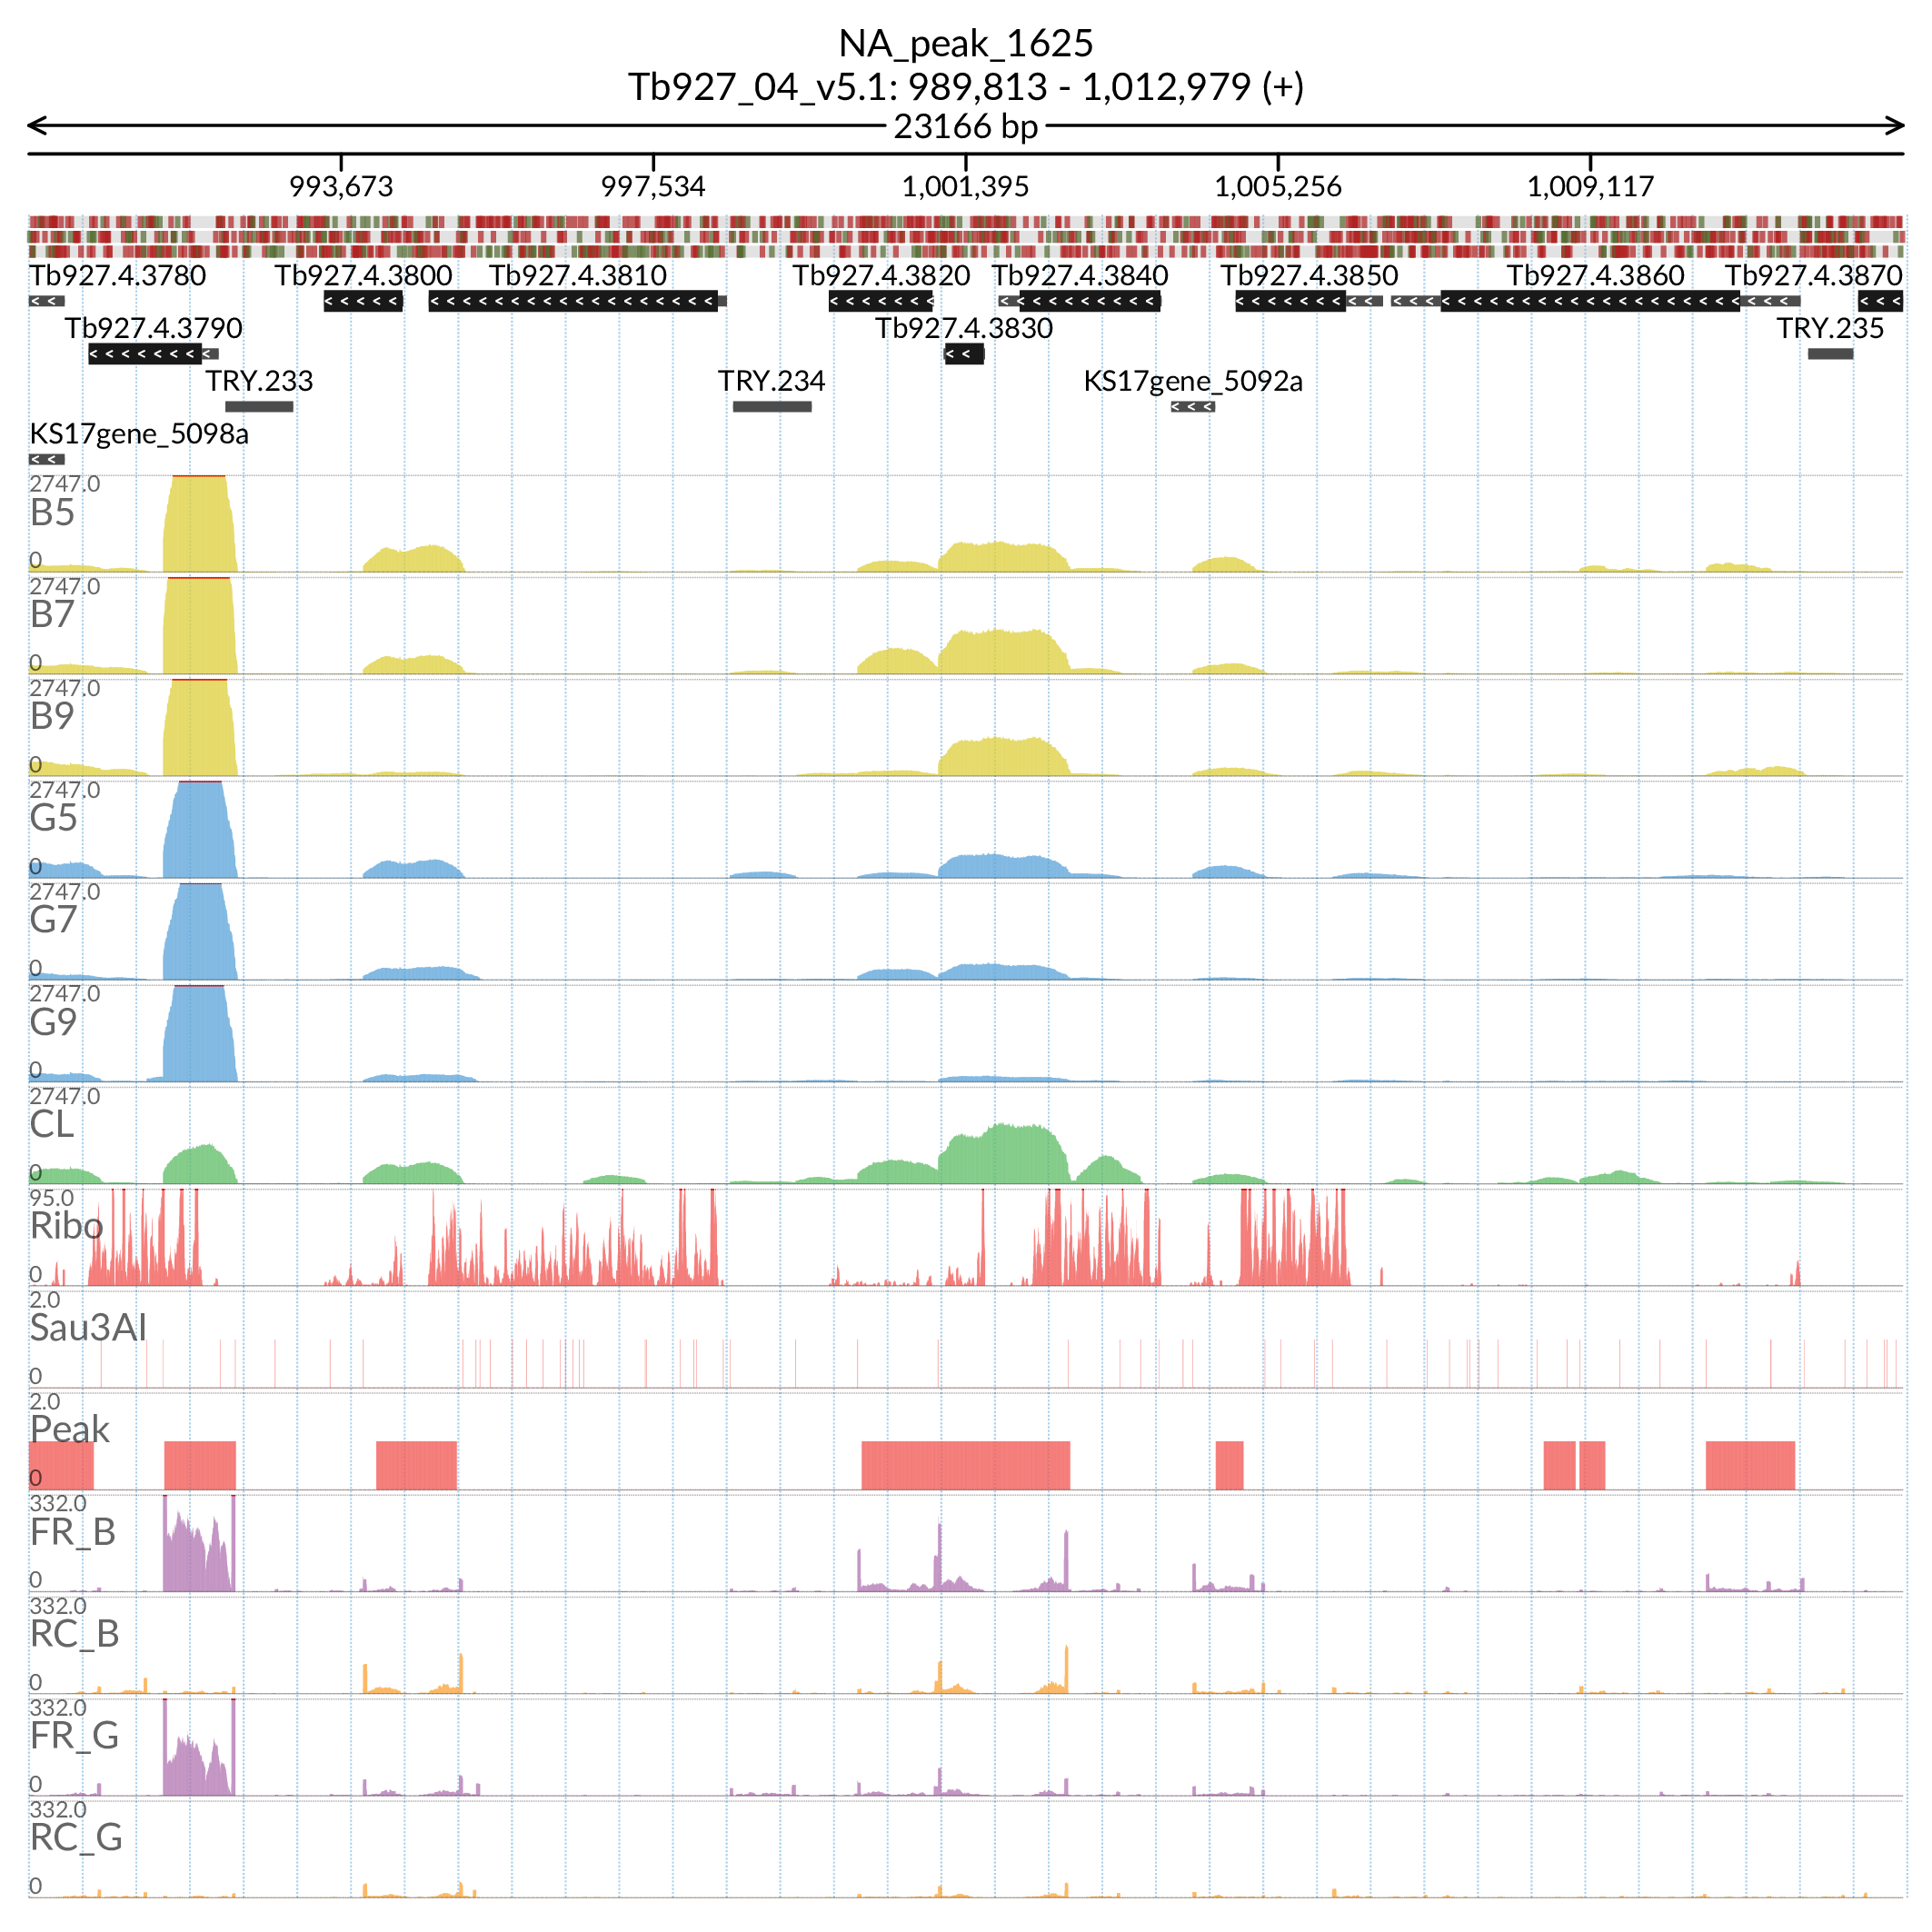 NA_peak_1625
Tb927_04_v5.1: 989,813 - 1,012,979 (+)
23166 bp
993,673 997,534 1,001,395 1,005,256 1,009,117
Tb927.4.3780 Tb927.4.3800 Tb927.4.3810 Tb927.4.3820 Tb927.4.3840 Tb927.4.3850 Tb927.4.3860 Tb927.4.3870
Tb927.4.3790 Tb927.4.3830 TRY.235
TRY.233 TRY.234 KS17gene_5092a
KS17gene_5098a
2747.0
B5
0
2747.0
B7
0
2747.0
B9
0
2747.0
G5
0
2747.0
G7
0
2747.0
G9
0
2747.0
CL
0
95.0
Ribo
0
2.0
Sau3AI
0
2.0
Peak
0
332.0
FR_B
0
332.0
RC_B
0
332.0
FR_G
0
332.0
RC_G
0